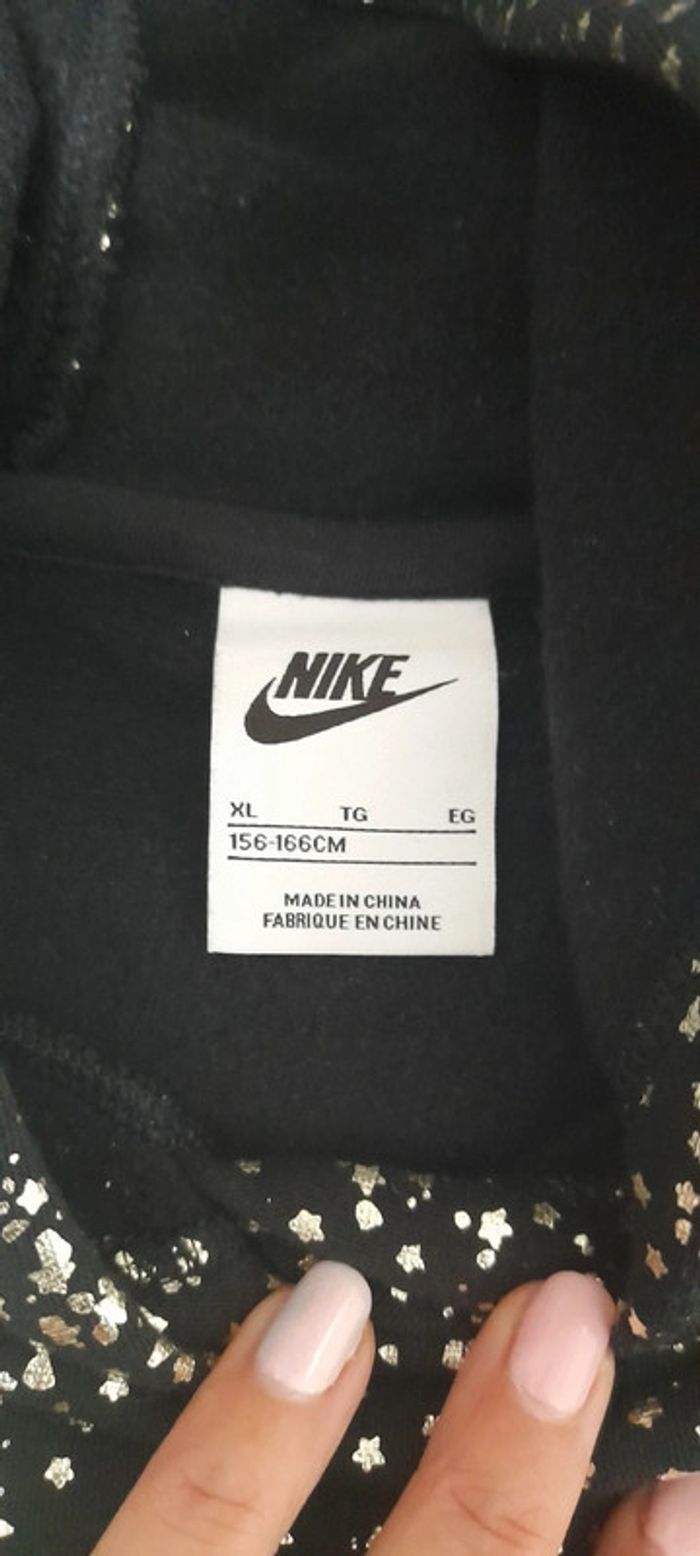 NIKE
XL TG EG
156-166CM
MADE IN CHINA
FABRIQUE EN CHINE